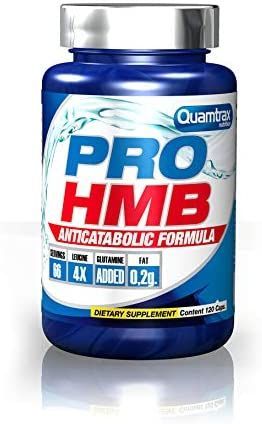 Quamtrax
nutrition
PRO
HMB
ANTICATABOLIC FORMULA
SERVINGS LEUCINE GLUTAMINE FAT
66 4X ADDED 0,2g.
DIETARY SUPPLEMENT Content 120 Caps.